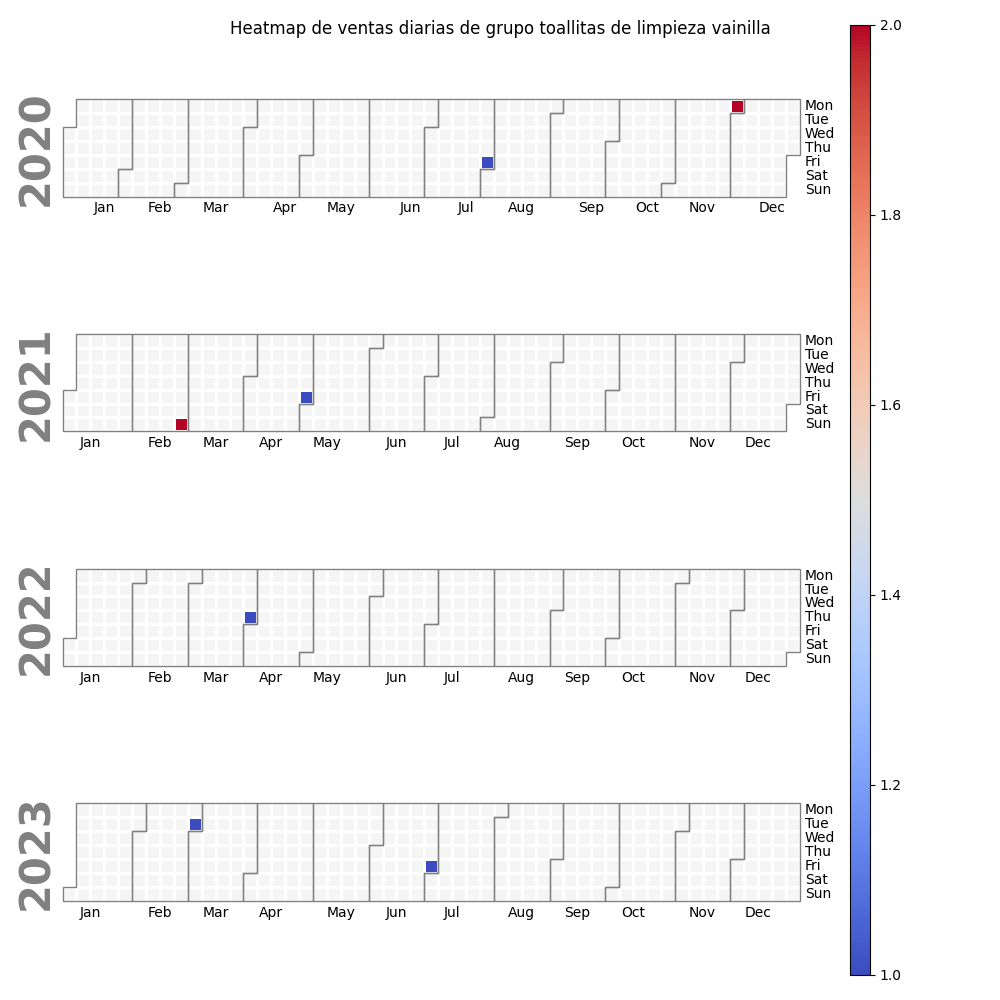 Heatmap de ventas diarias de grupo toallitas de limpieza vainilla
2020
Mon
Tue
Wed
Thu
Fri
Sat
Sun
Jan Feb Mar Apr May Jun Jul Aug Sep Oct Nov Dec
2021
Mon
Tue
Wed
Thu
Fri
Sat
Sun
Jan Feb Mar Apr May Jun Jul Aug Sep Oct Nov Dec
2022
Mon
Tue
Wed
Thu
Fri
Sat
Sun
Jan Feb Mar Apr May Jun Jul Aug Sep Oct Nov Dec
2023
Mon
Tue
Wed
Thu
Fri
Sat
Sun
Jan Feb Mar Apr May Jun Jul Aug Sep Oct Nov Dec
2.0
1.8
1.6
1.4
1.2
1.0